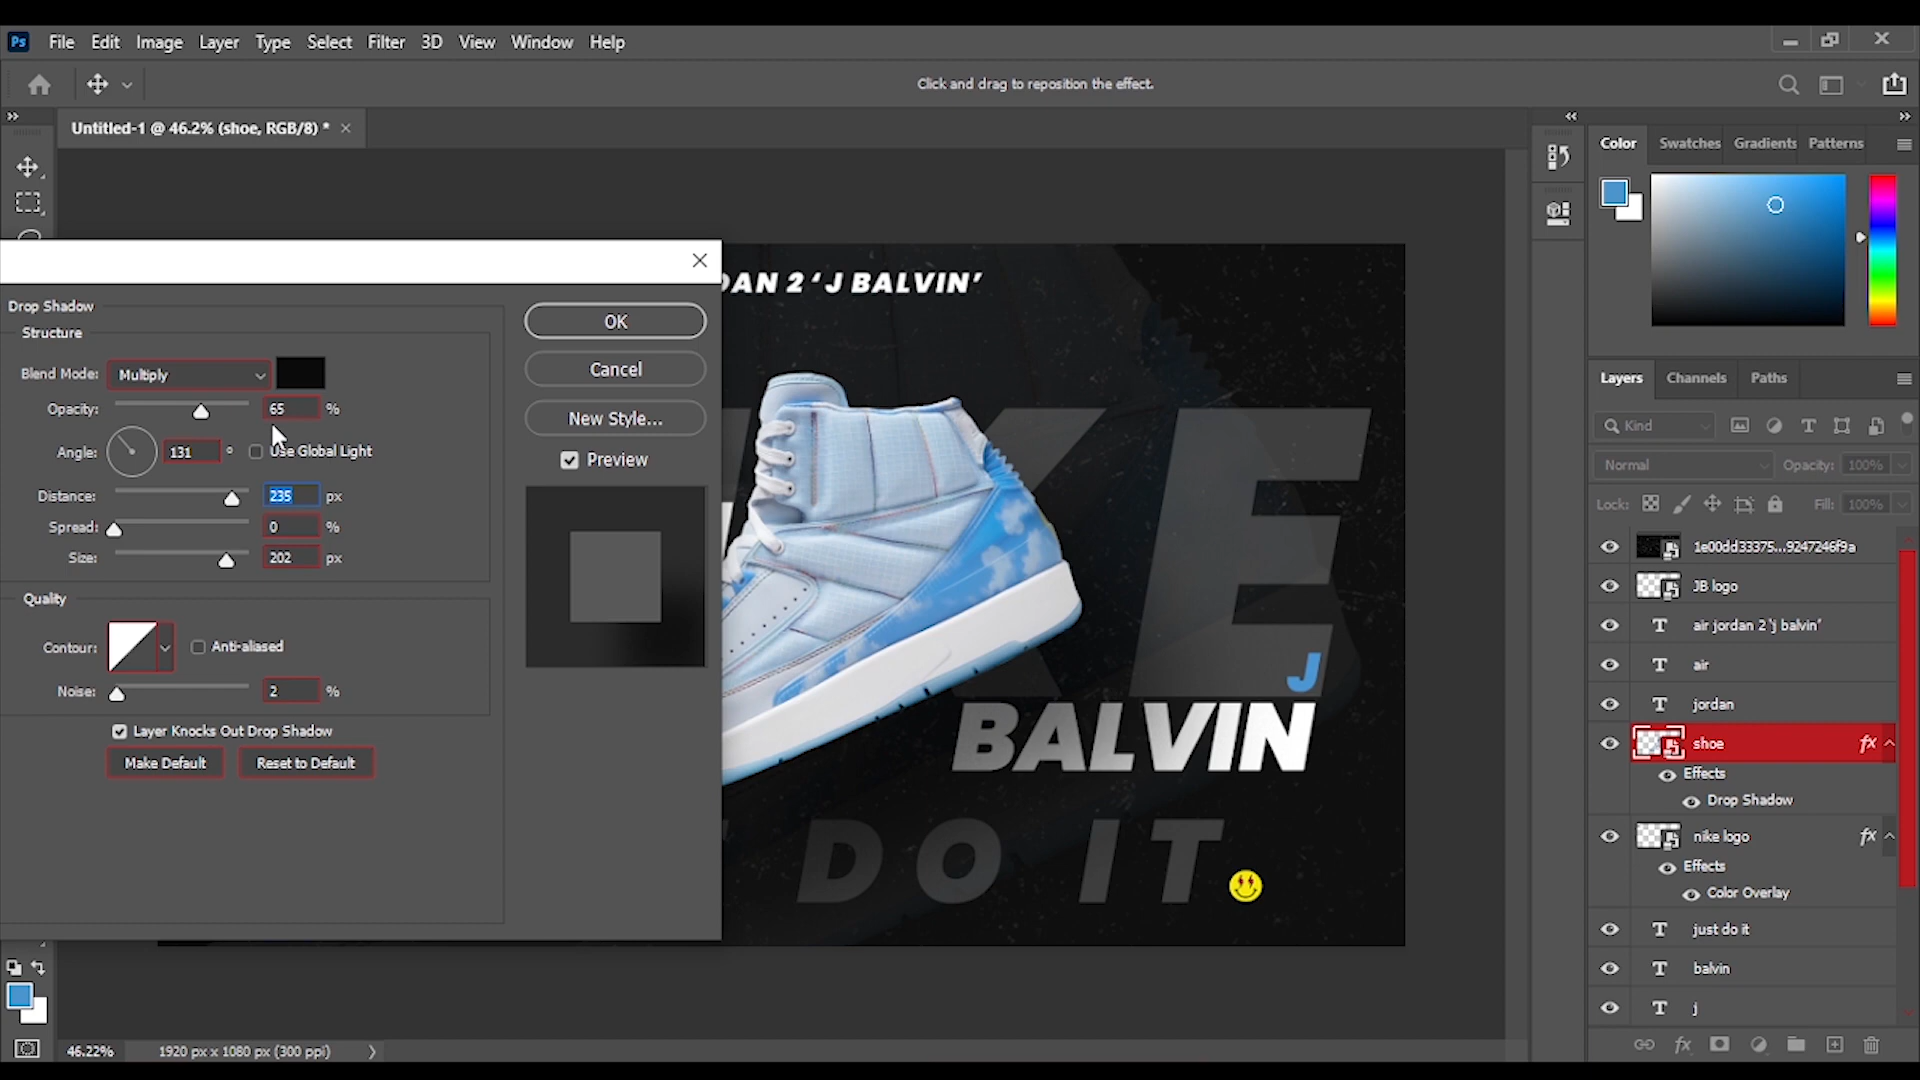 Ps File Edit Image Layer Type Select Filter 3D View Window Help
Click and drag to reposition the effect.
Untitled-1 @ 46.2% (shoe, RGB/8) *
Drop Shadow
Structure
Blend Mode: Multiply
Opacity: 65 %
Angle: 131 ° Use Global Light
Distance: 235 px
Spread: 0 %
Size: 202 px
Quality
Contour: Anti-aliased
Noise: 2 %
Layer Knocks Out Drop Shadow
Make Default Reset to Default
OK
Cancel
New Style...
Preview
DAN 2 ‘J BALVIN’
KE
J
BALVIN
DO IT
Color Swatches Gradients Patterns
Layers Channels Paths
Kind
Normal Opacity: 100%
Lock: Fill: 100%
1e00dd33375...9247246f9a
JB logo
T air jordan 2 'j balvin'
T air
T jordan
shoe fx
Effects
Drop Shadow
nike logo fx
Effects
Color Overlay
T just do it
T balvin
T j
fx
46.22% 1920 px x 1080 px (300 ppi)